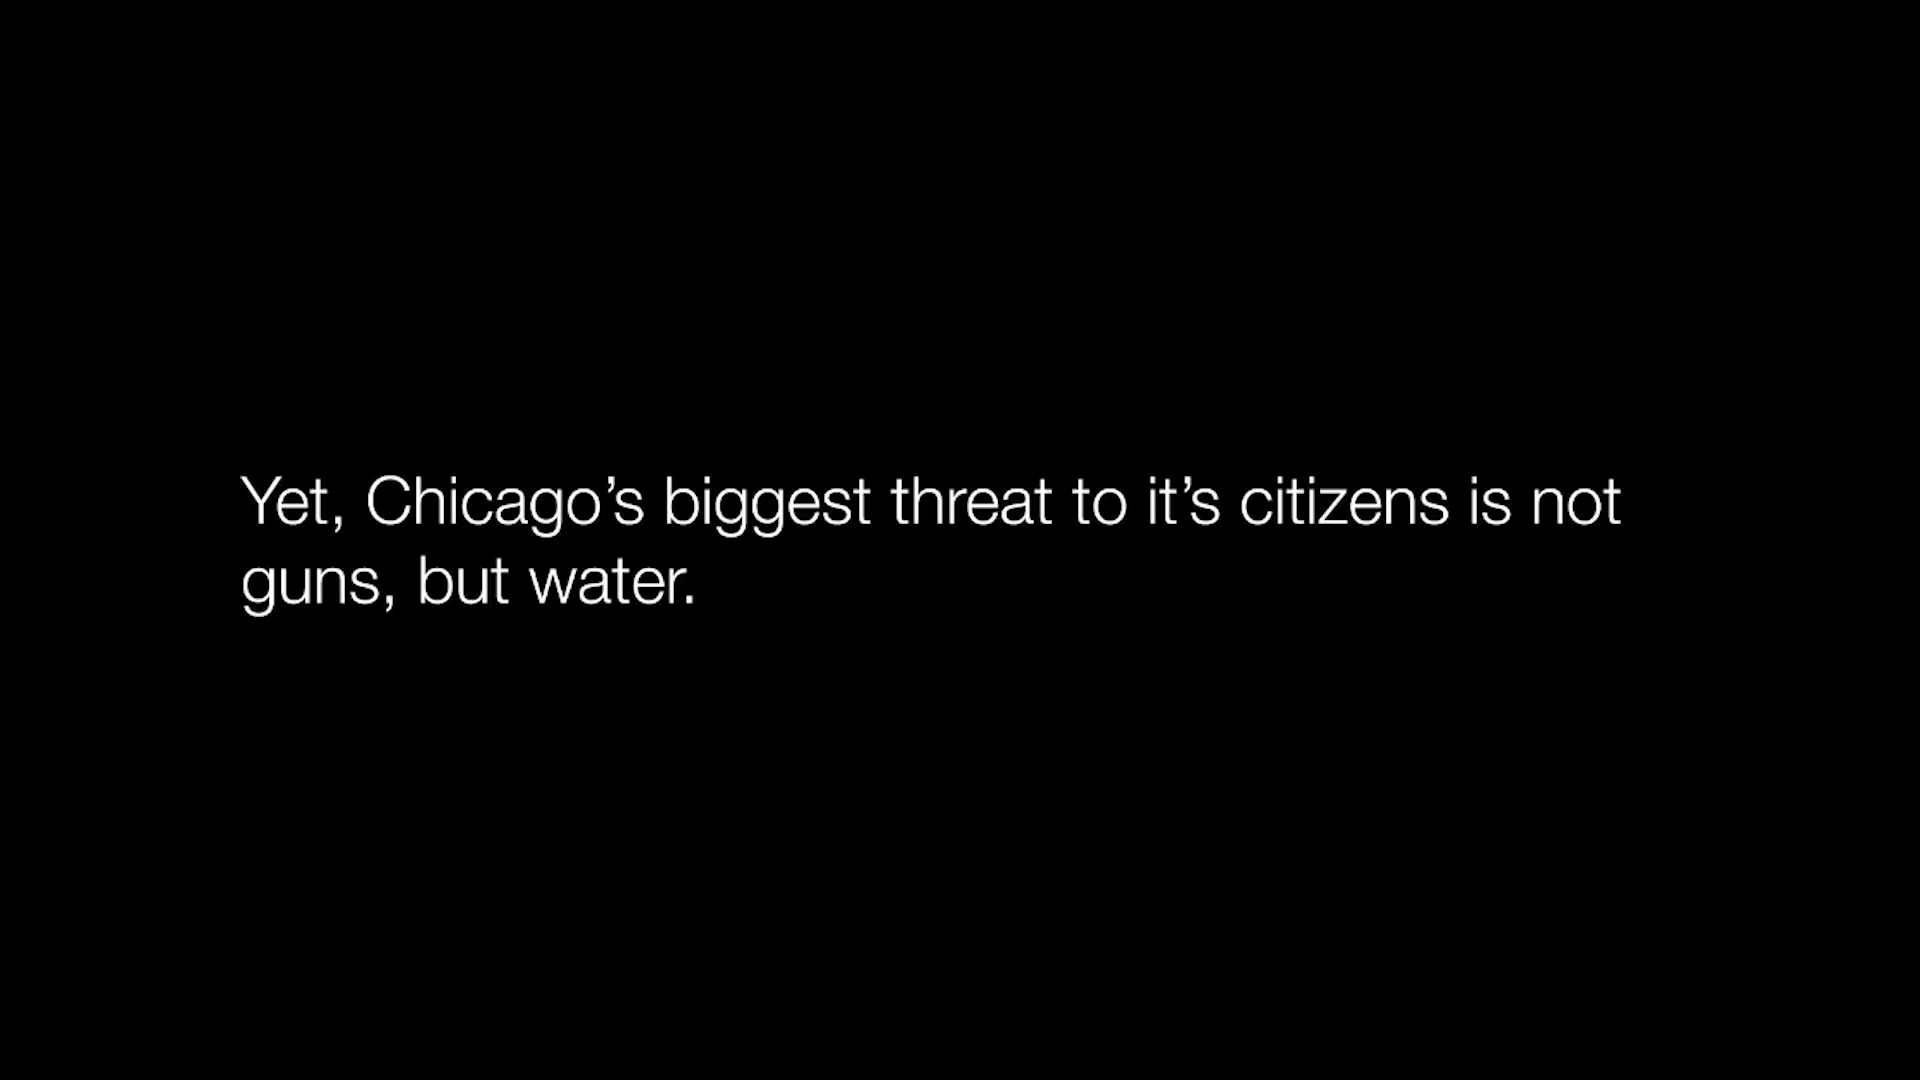 Yet, Chicago’s biggest threat to it’s citizens is not
guns, but water.